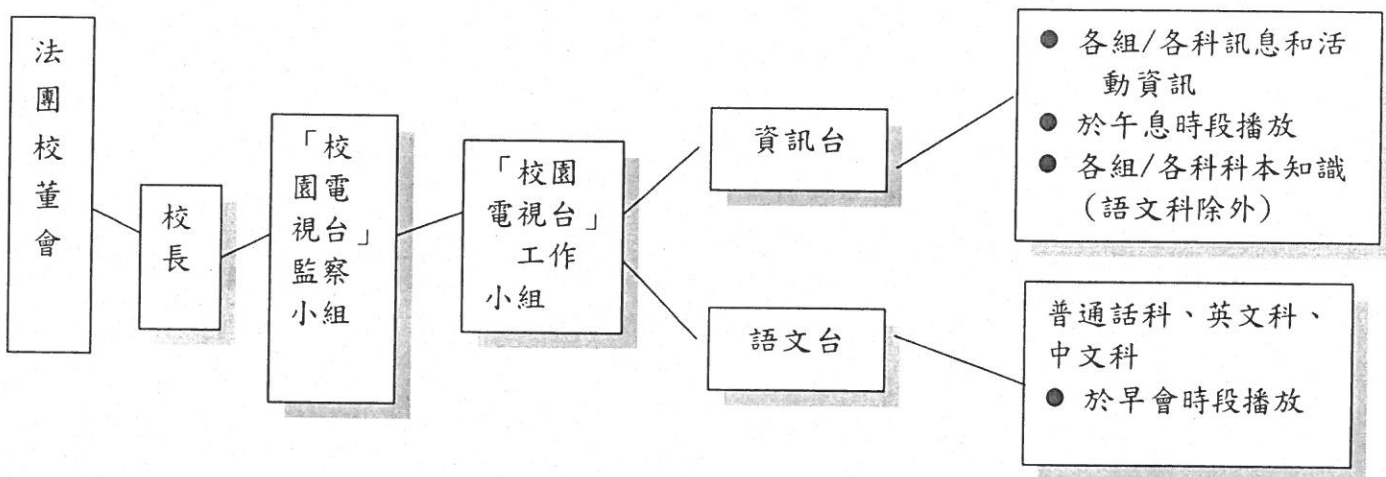 法
團
校
董
會
校
長
「校
園電
視台」
監察
小組
「校園
電視台」
工作
小組
資訊台
● 各組/各科訊息和活
動資訊
● 於午息時段播放
● 各組/各科科本知識
(語文科除外)
語文台
普通話科、英文科、
中文科
● 於早會時段播放